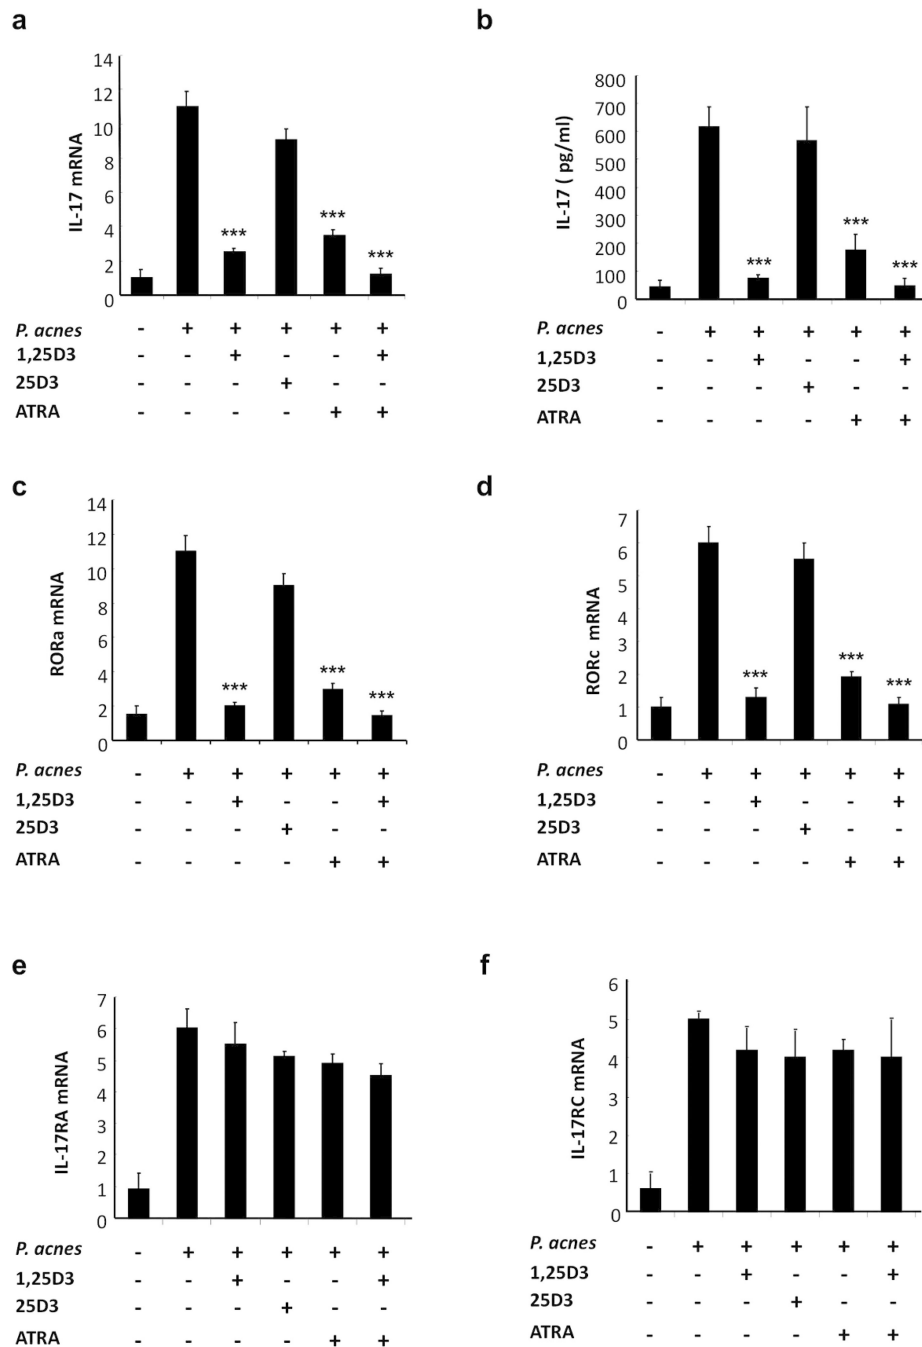 a
IL-17 mRNA
14
12
10
8
6
4
2
0
*** *** ***
P. acnes - + + + + +
1,25D3 - - + - - +
25D3 - - - + - -
ATRA - - - - + +
b
IL-17 ( pg/ml)
800
700
600
500
400
300
200
100
0
*** *** ***
P. acnes - + + + + +
1,25D3 - - + - - +
25D3 - - - + - -
ATRA - - - - + +
c
RORa mRNA
14
12
10
8
6
4
2
0
*** *** ***
P. acnes - + + + + +
1,25D3 - - + - - +
25D3 - - - + - -
ATRA - - - - + +
d
RORc mRNA
7
6
5
4
3
2
1
0
*** *** ***
P. acnes - + + + + +
1,25D3 - - + - - +
25D3 - - - + - -
ATRA - - - - + +
e
IL-17RA mRNA
7
6
5
4
3
2
1
0
P. acnes - + + + + +
1,25D3 - - + - - +
25D3 - - - + - -
ATRA - - - - + +
f
IL-17RC mRNA
6
5
4
3
2
1
0
P. acnes - + + + + +
1,25D3 - - + - - +
25D3 - - - + - -
ATRA - - - - + +